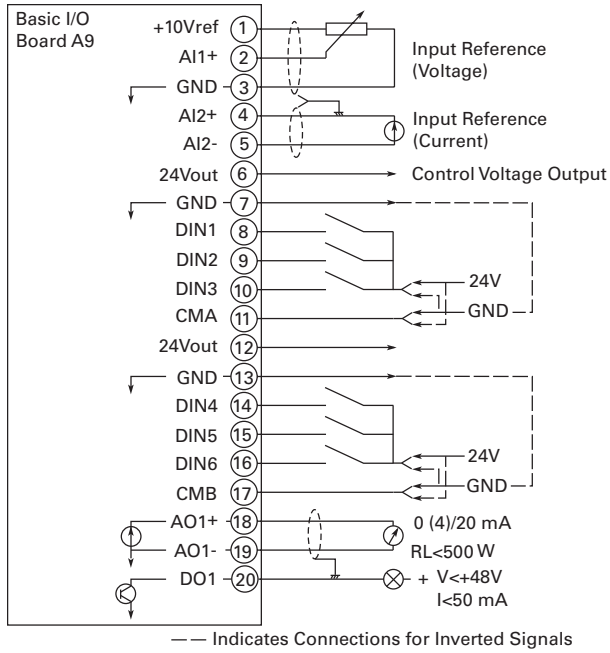 Basic I/O
Board A9
+10Vref 1
AI1+ 2
GND 3
AI2+ 4
AI2- 5
24Vout 6
GND 7
DIN1 8
DIN2 9
DIN3 10
CMA 11
24Vout 12
GND 13
DIN4 14
DIN5 15
DIN6 16
CMB 17
AO1+ 18
AO1- 19
DO1 20
Input Reference
(Voltage)
Input Reference
(Current)
Control Voltage Output
24V
GND
24V
GND
0 (4)/20 mA
RL<500 W
+ V<+48V
I<50 mA
Indicates Connections for Inverted Signals